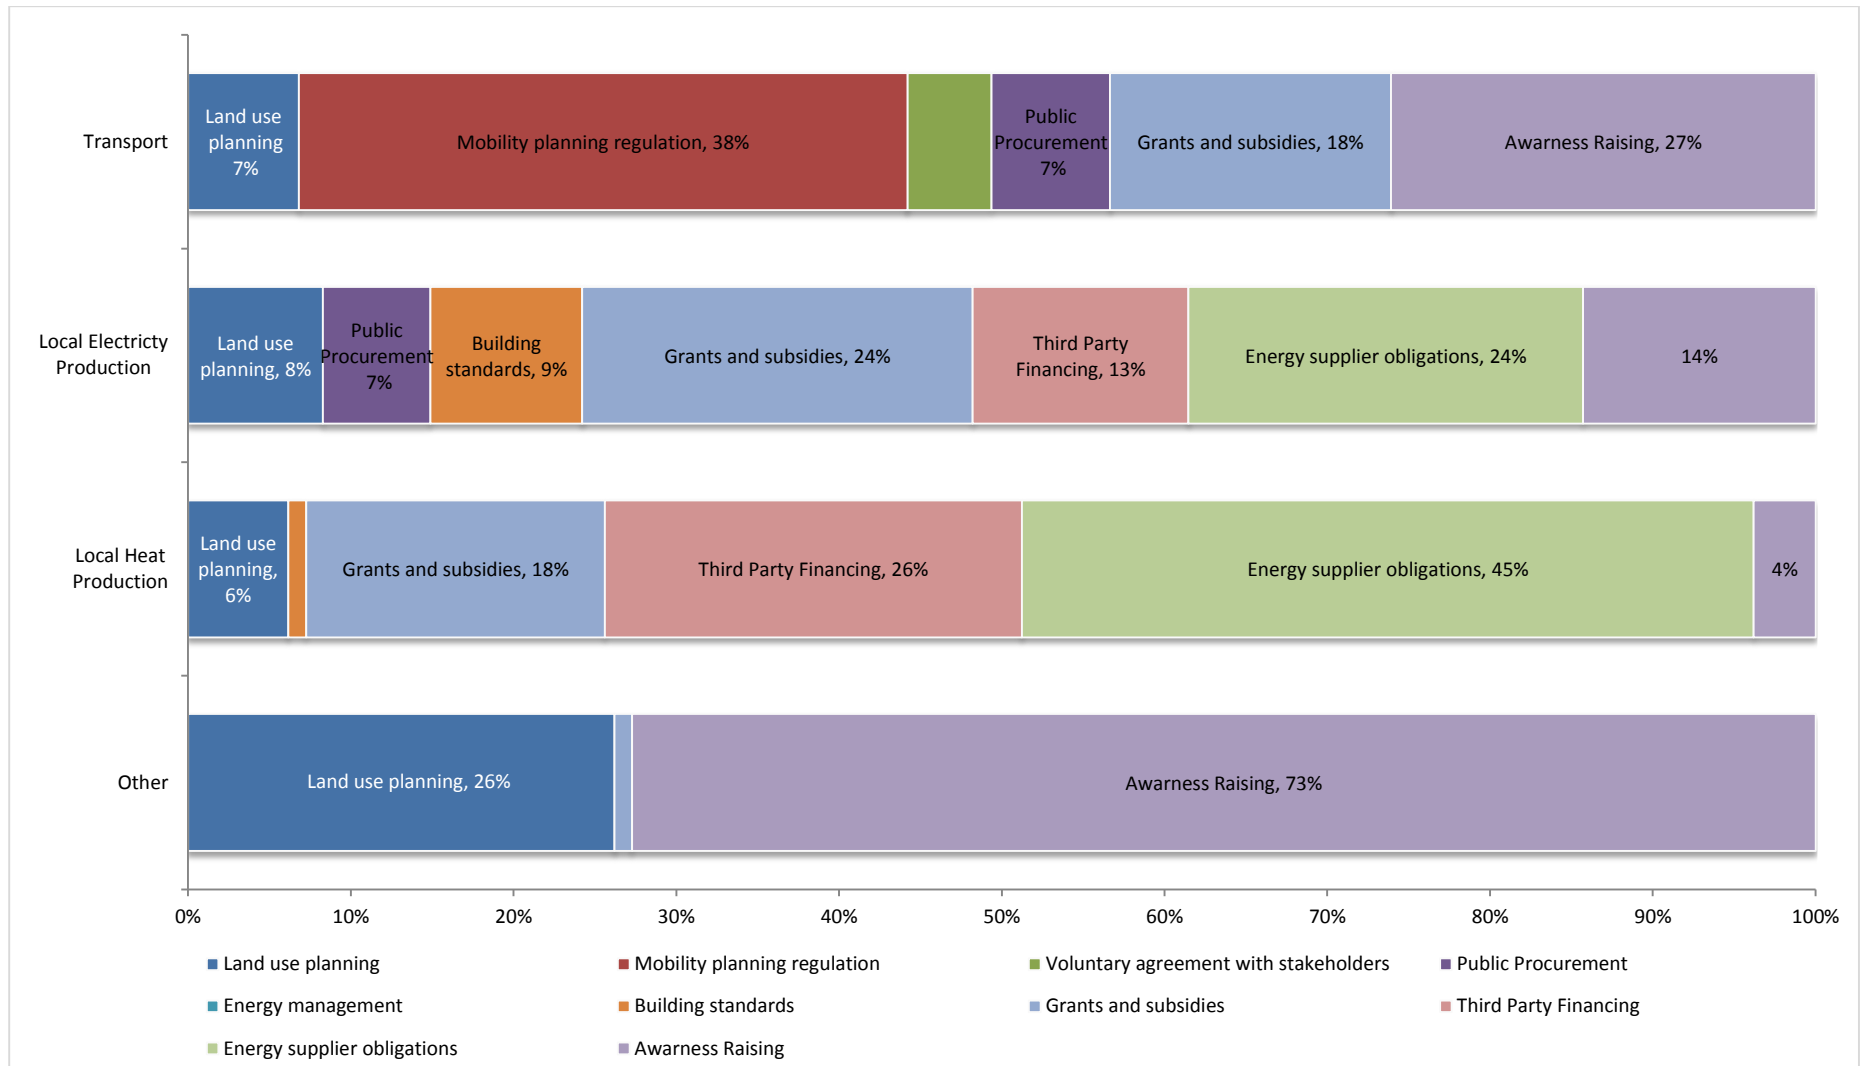 Transport
Land use
planning
7%
Mobility planning regulation, 38%
Public
Procurement
7%
Grants and subsidies, 18%
Awarness Raising, 27%
Local Electricty
Production
Land use
planning, 8%
Public
Procurement
7%
Building
standards, 9%
Grants and subsidies, 24%
Third Party
Financing, 13%
Energy supplier obligations, 24%
14%
Local Heat
Production
Land use
planning,
6%
Grants and subsidies, 18%
Third Party Financing, 26%
Energy supplier obligations, 45%
4%
Other
Land use planning, 26%
Awarness Raising, 73%
0% 10% 20% 30% 40% 50% 60% 70% 80% 90% 100%
Land use planning Mobility planning regulation Voluntary agreement with stakeholders Public Procurement
Energy management Building standards Grants and subsidies Third Party Financing
Energy supplier obligations Awarness Raising